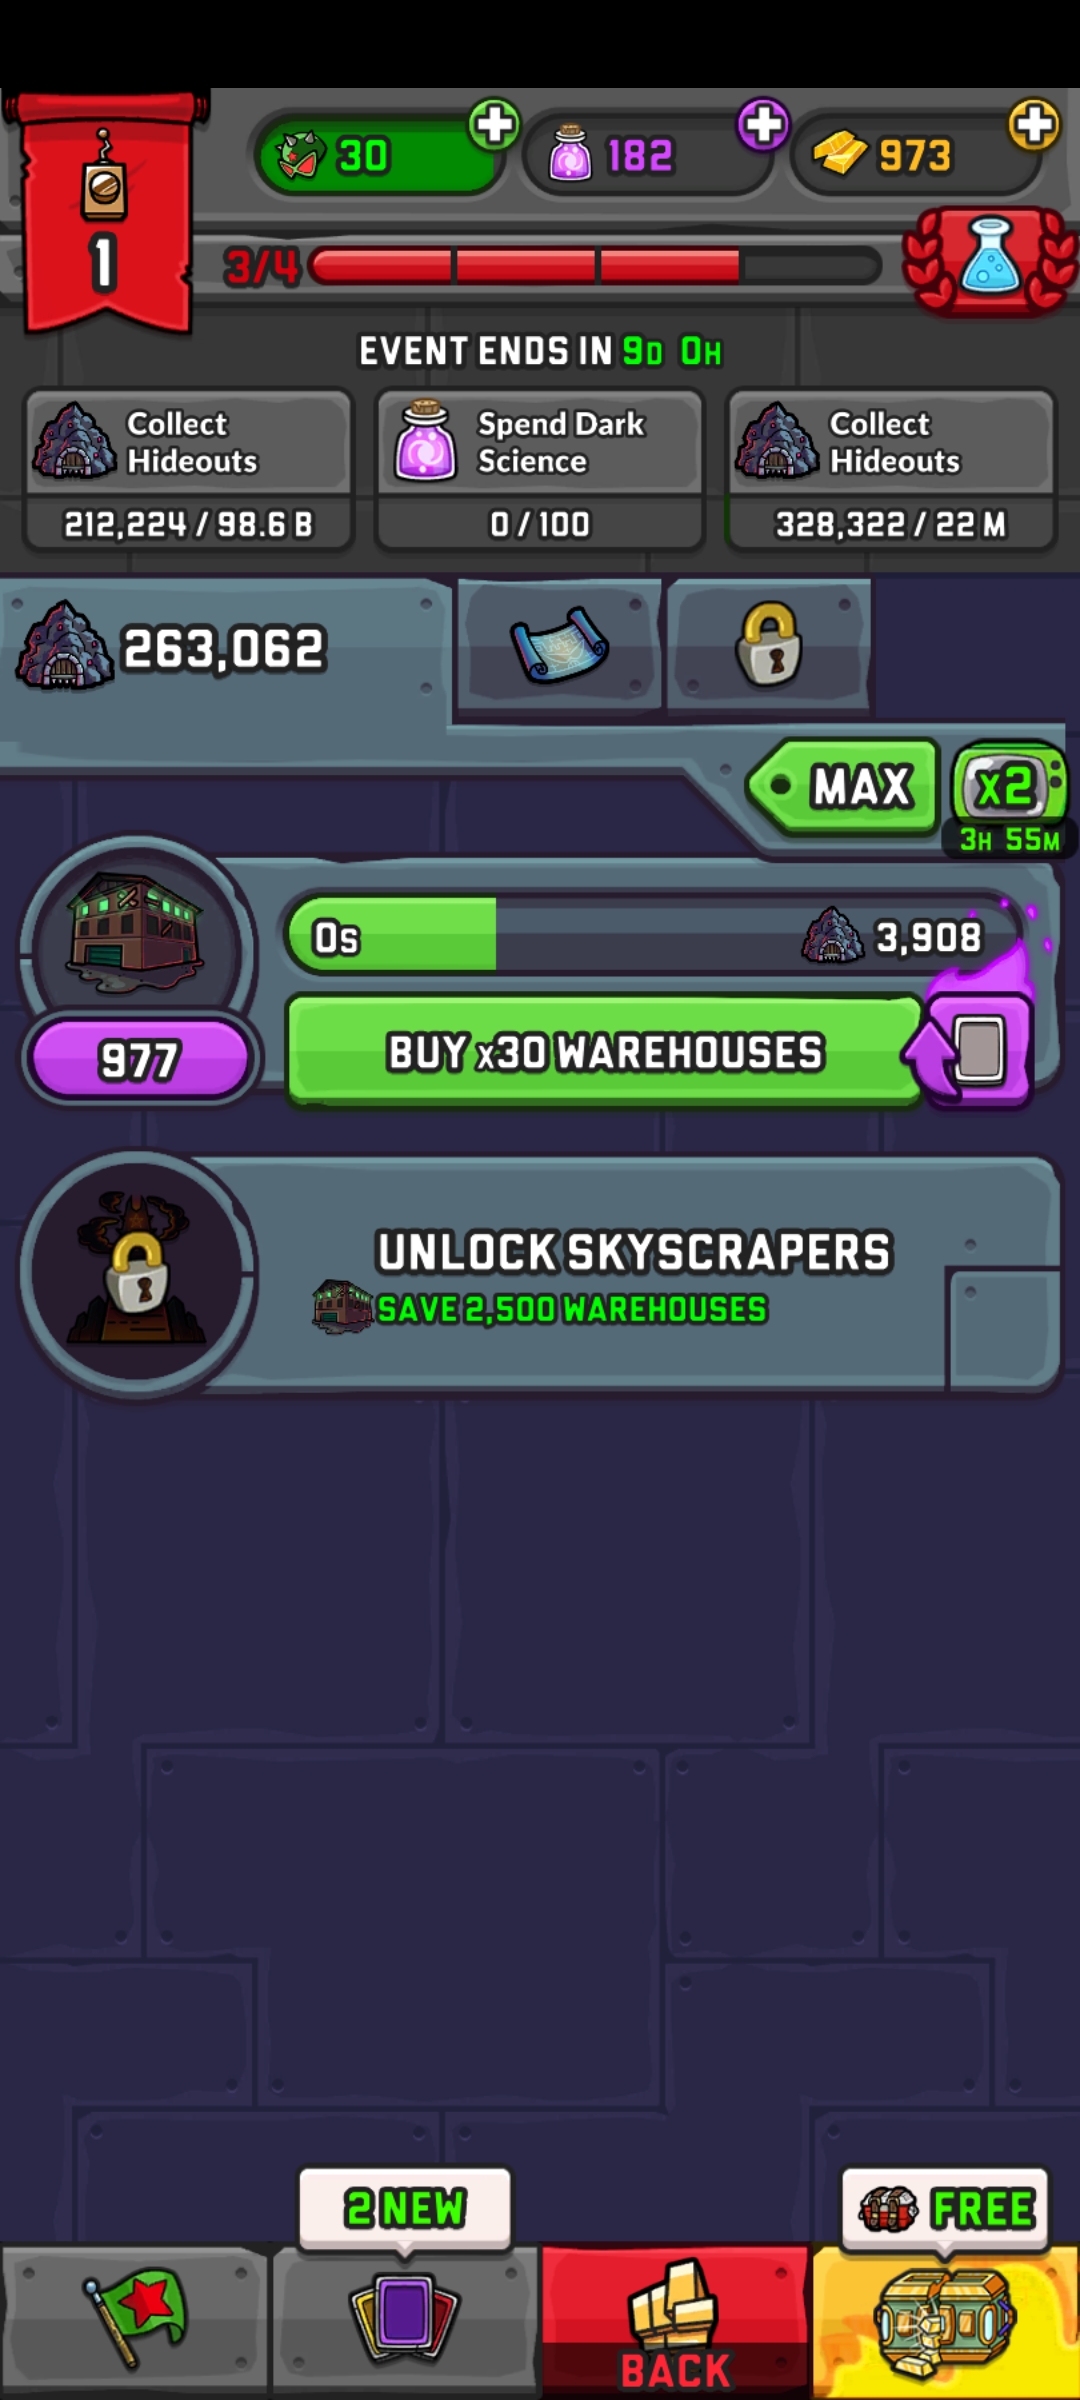 30
182
973
1
3/4
EVENT ENDS IN 9D 0H
Collect
Hideouts
212,224 / 98.6 B
Spend Dark
Science
0 / 100
Collect
Hideouts
328,322 / 22 M
263,062
MAX
x2
3H 55M
0s
3,908
977
BUY x30 WAREHOUSES
UNLOCK SKYSCRAPERS
SAVE 2,500 WAREHOUSES
2 NEW
FREE
BACK